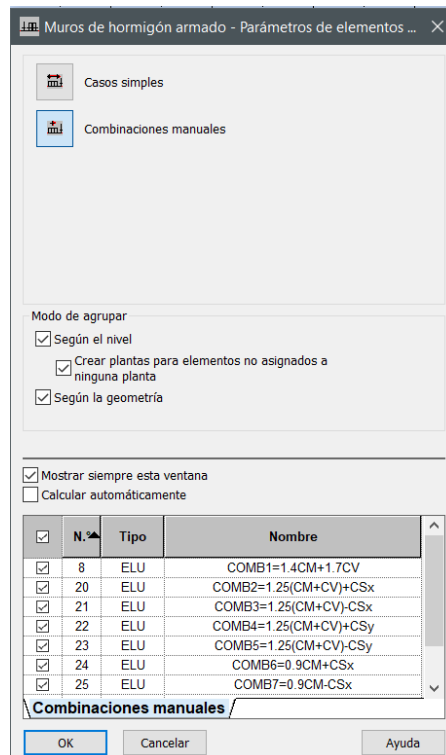 Muros de hormigón armado - Parámetros de elementos ...
Casos simples
Combinaciones manuales
Modo de agrupar
Según el nivel
Crear plantas para elementos no asignados a
ninguna planta
Según la geometría
Mostrar siempre esta ventana
Calcular automáticamente
N.º Tipo Nombre
8 ELU COMB1=1.4CM+1.7CV
20 ELU COMB2=1.25(CM+CV)+CSx
21 ELU COMB3=1.25(CM+CV)-CSx
22 ELU COMB4=1.25(CM+CV)+CSy
23 ELU COMB5=1.25(CM+CV)-CSy
24 ELU COMB6=0.9CM+CSx
25 ELU COMB7=0.9CM-CSx
Combinaciones manuales
OK Cancelar Ayuda